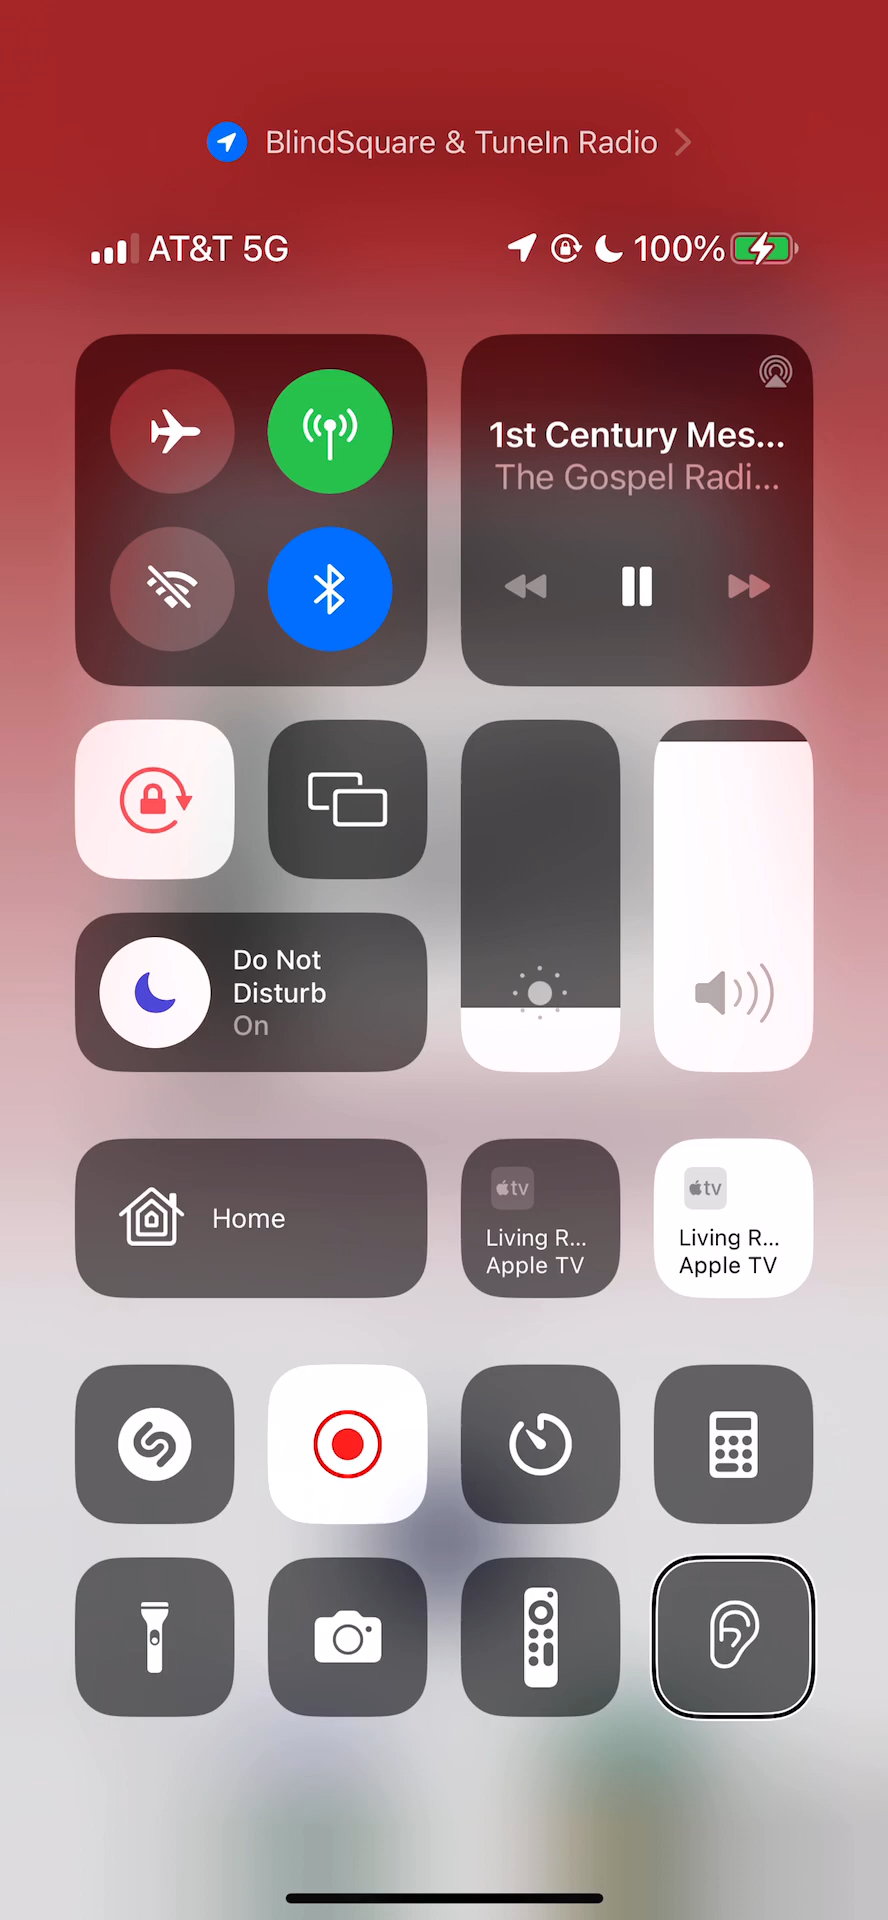 BlindSquare & TuneIn Radio
AT&T 5G
100%
1st Century Mes...
The Gospel Radi...
Do Not
Disturb
On
Home
tv
Living R...
Apple TV
tv
Living R...
Apple TV